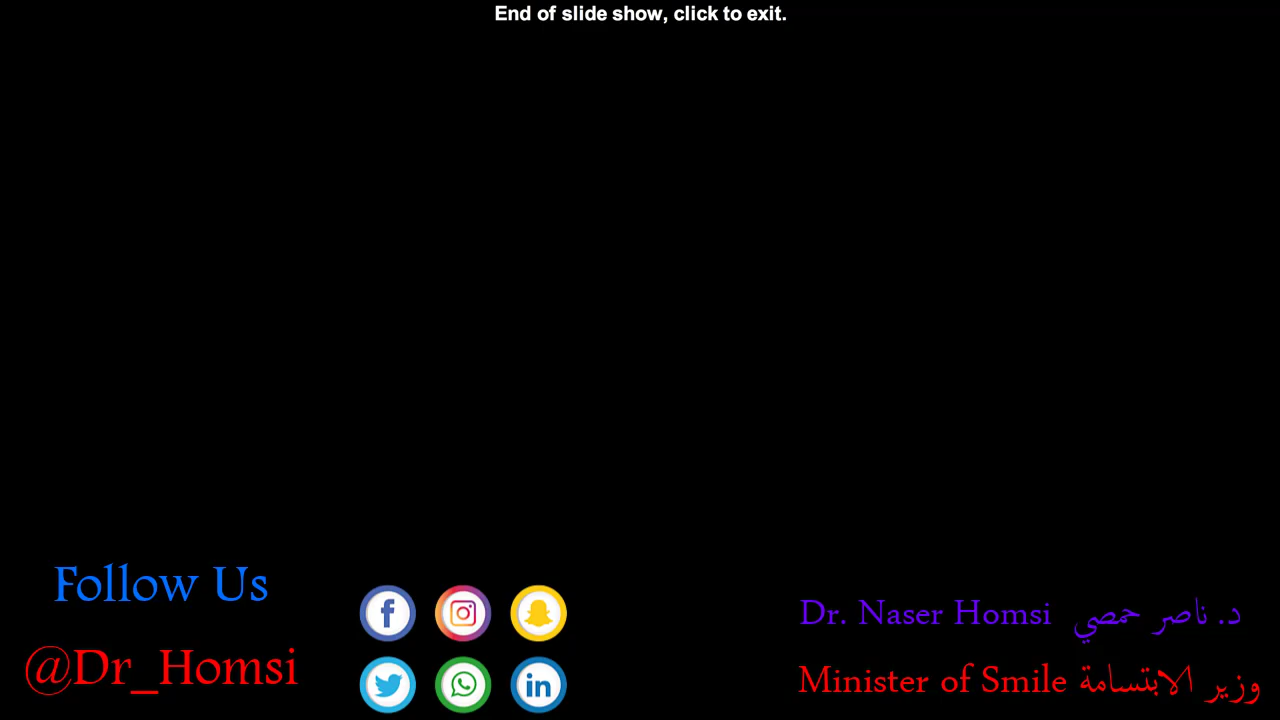 End of slide show, click to exit.
Follow Us
@Dr_Homsi
Dr. Naser Homsi د. ناصر حمصي
Minister of Smile وزير الابتسامة